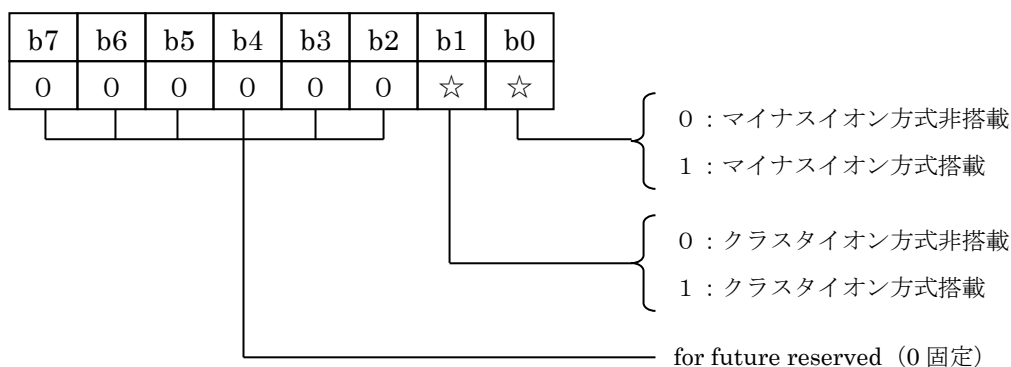 b7 b6 b5 b4 b3 b2 b1 b0
０ ０ ０ ０ ０ ０ ☆ ☆
０：マイナスイオン方式非搭載
１：マイナスイオン方式搭載
０：クラスタイオン方式非搭載
１：クラスタイオン方式搭載
for future reserved（0 固定）